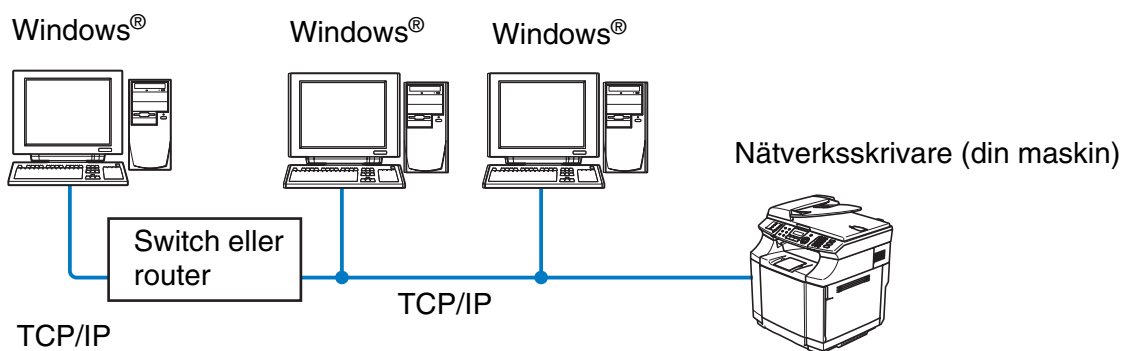 Windows®
Windows®
Windows®
Nätverksskrivare (din maskin)
Switch eller
router
TCP/IP
TCP/IP